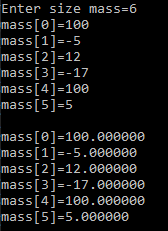 Enter size mass=6
mass[0]=100
mass[1]=-5
mass[2]=12
mass[3]=-17
mass[4]=100
mass[5]=5
mass[0]=100.000000
mass[1]=-5.000000
mass[2]=12.000000
mass[3]=-17.000000
mass[4]=100.000000
mass[5]=5.000000